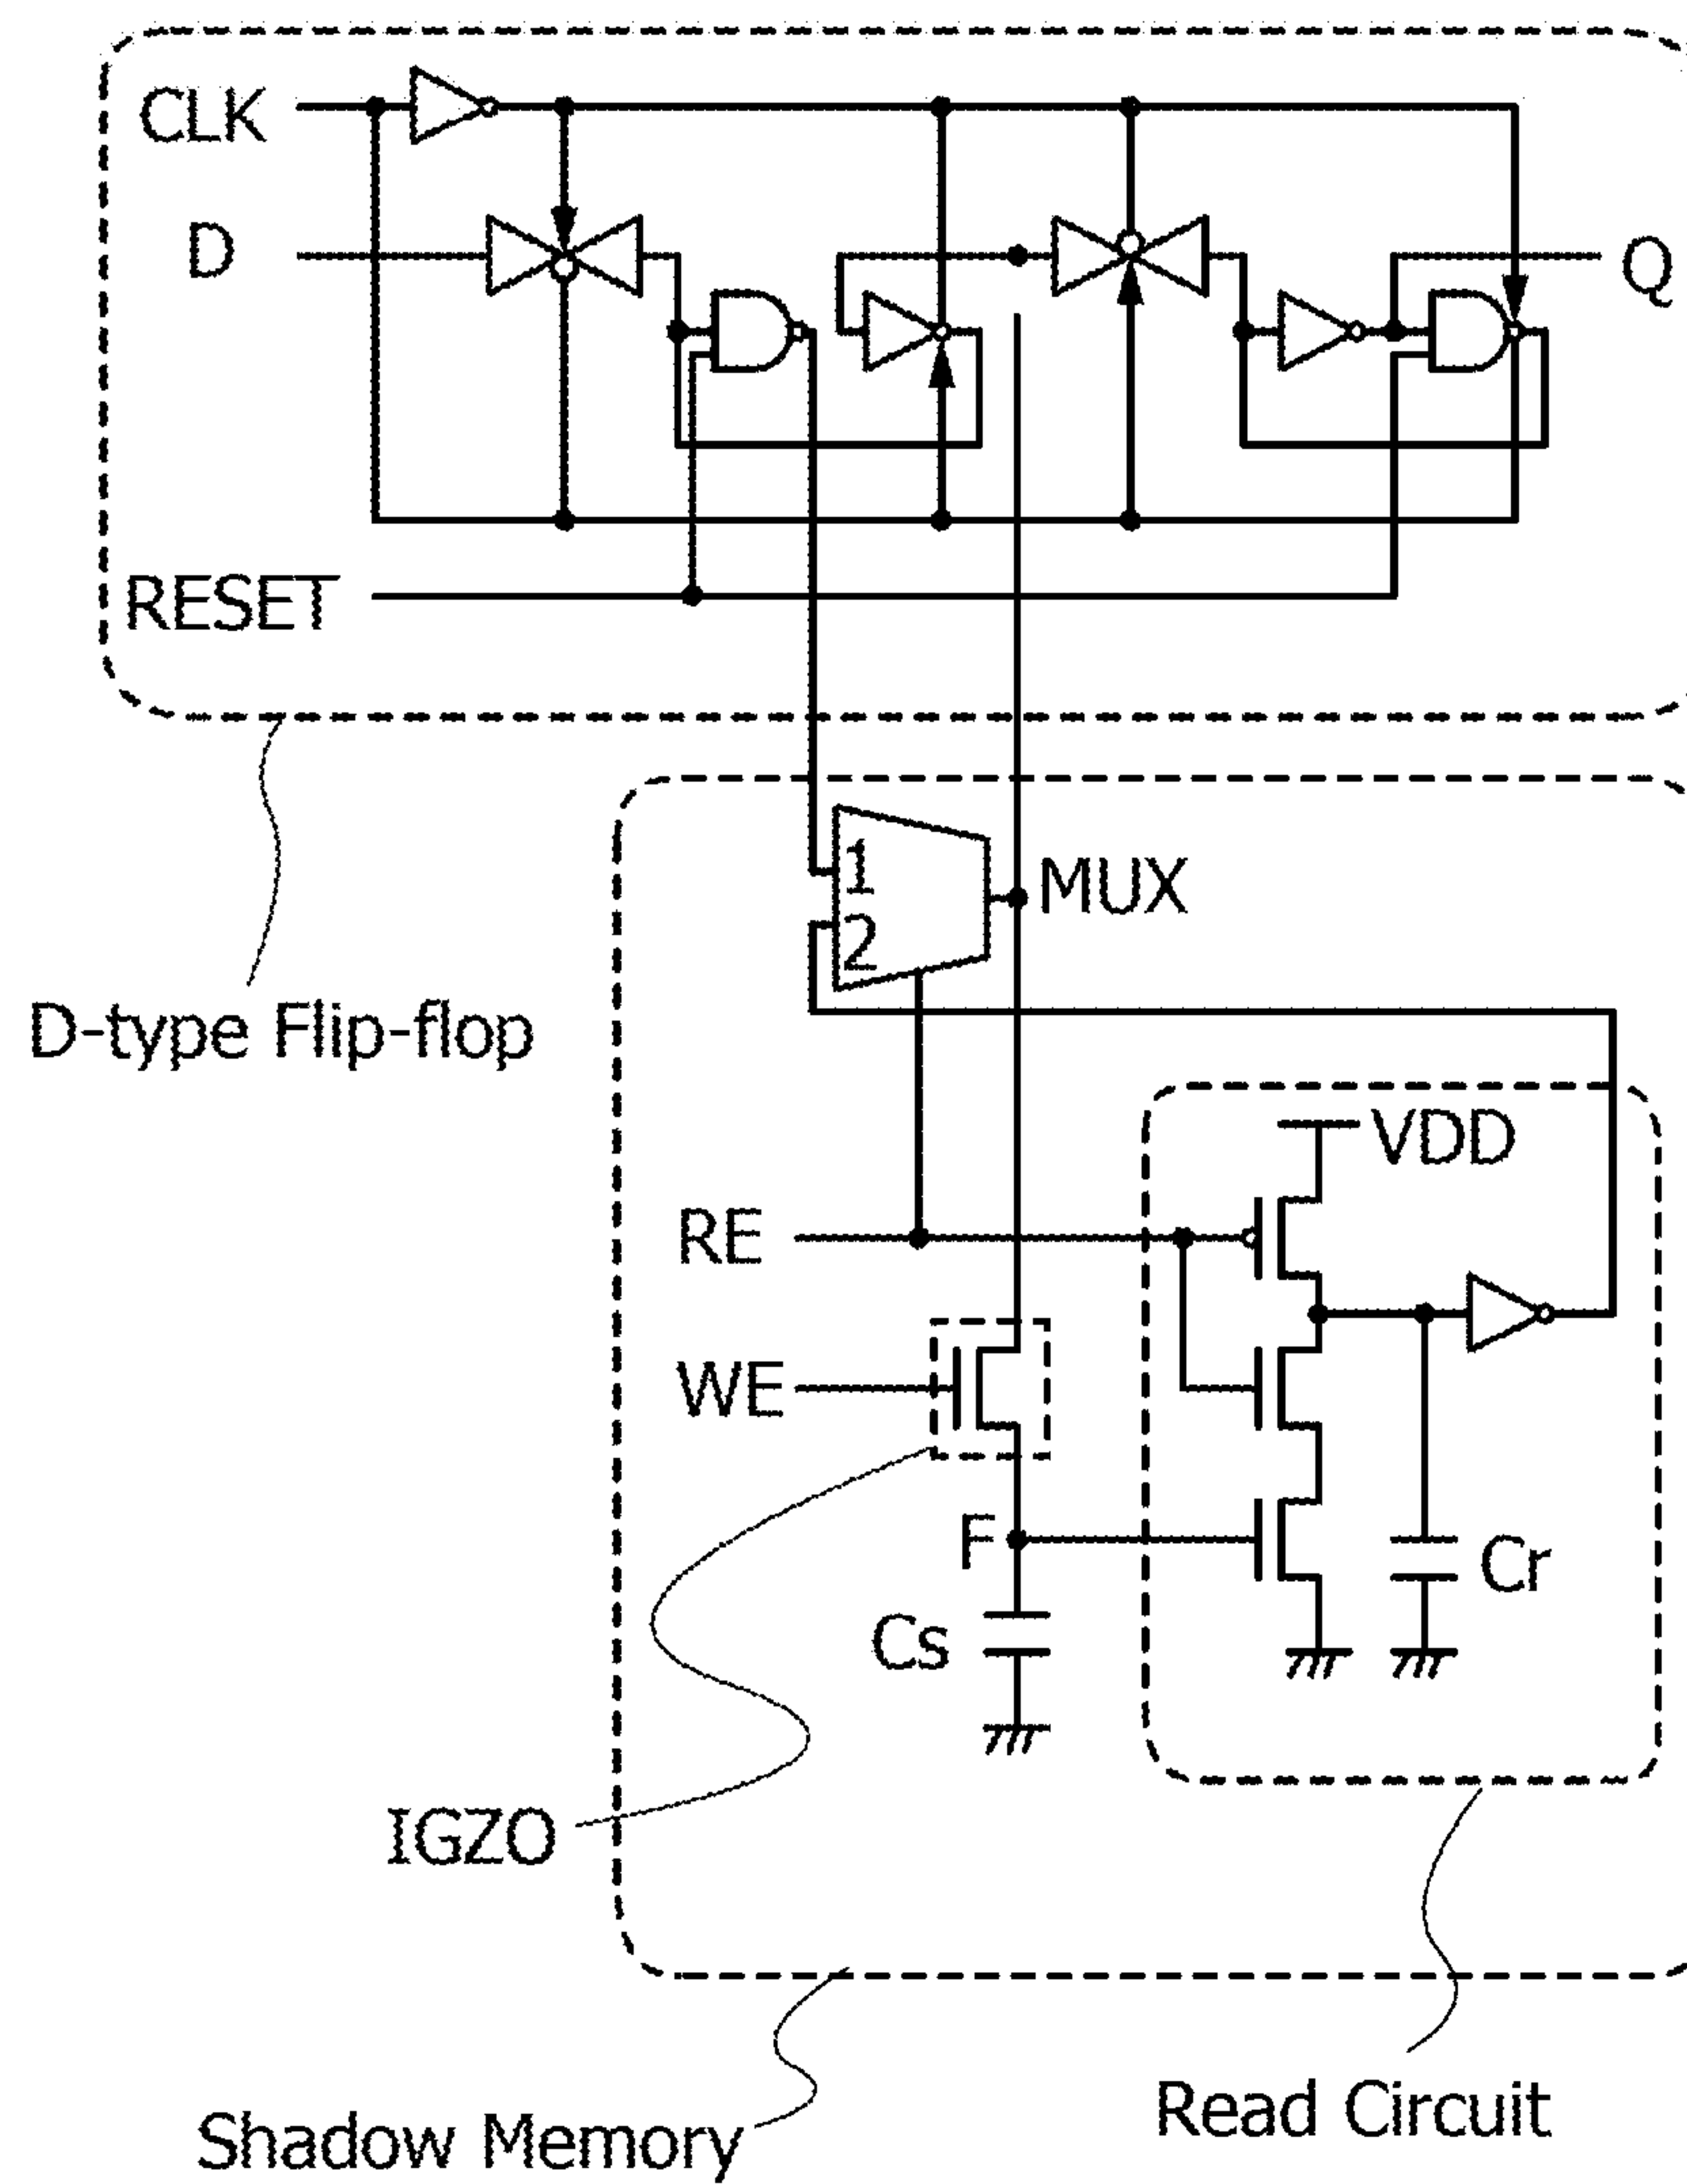 CLK
D
Q
RESET
1
MUX
2
D-type Flip-flop
VDD
RE
WE
F
Cr
Cs
IGZO
Read Circuit
Shadow Memory